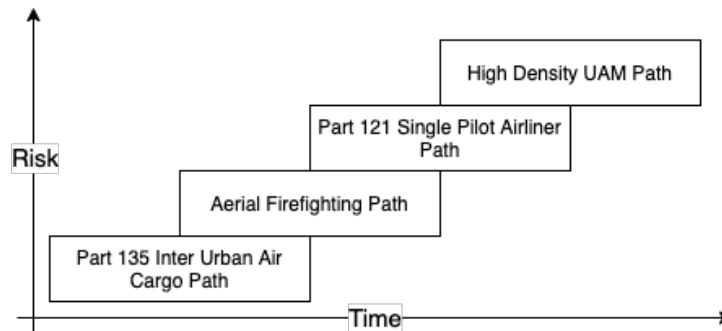 High Density UAM Path
Part 121 Single Pilot Airliner
Path
Risk
Aerial Firefighting Path
Part 135 Inter Urban Air
Cargo Path
Time